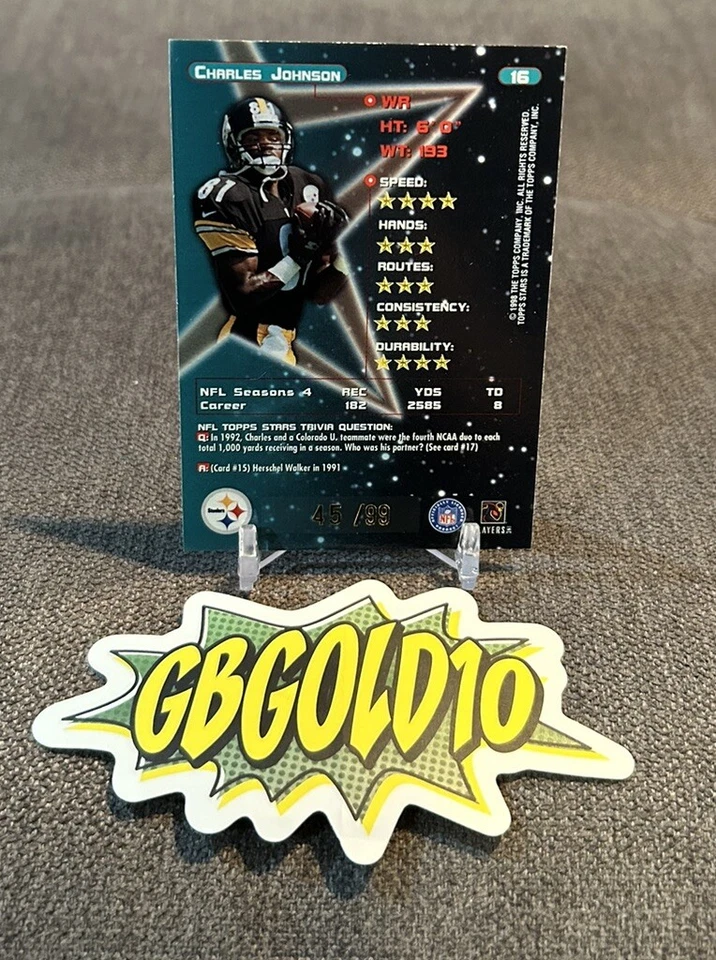 CHARLES JOHNSON
16
WR
HT: 6' 0"
WT: 193
SPEED:
HANDS:
ROUTES:
CONSISTENCY:
DURABILITY:
© 1998 THE TOPPS COMPANY, INC. ALL RIGHTS RESERVED.
TOPPS STARS IS A TRADEMARK OF THE TOPPS COMPANY, INC.
81
81
NFL Seasons 4 REC YDS TD
Career 182 2585 8
NFL TOPPS STARS TRIVIA QUESTION:
Q: In 1992, Charles and a Colorado U. teammate were the fourth NCAA duo to each
total 1,000 yards receiving in a season. Who was his partner? (See card #17)
A: (Card #15) Herschel Walker in 1991
Steelers
45 /99
NFL
GBGOLD10